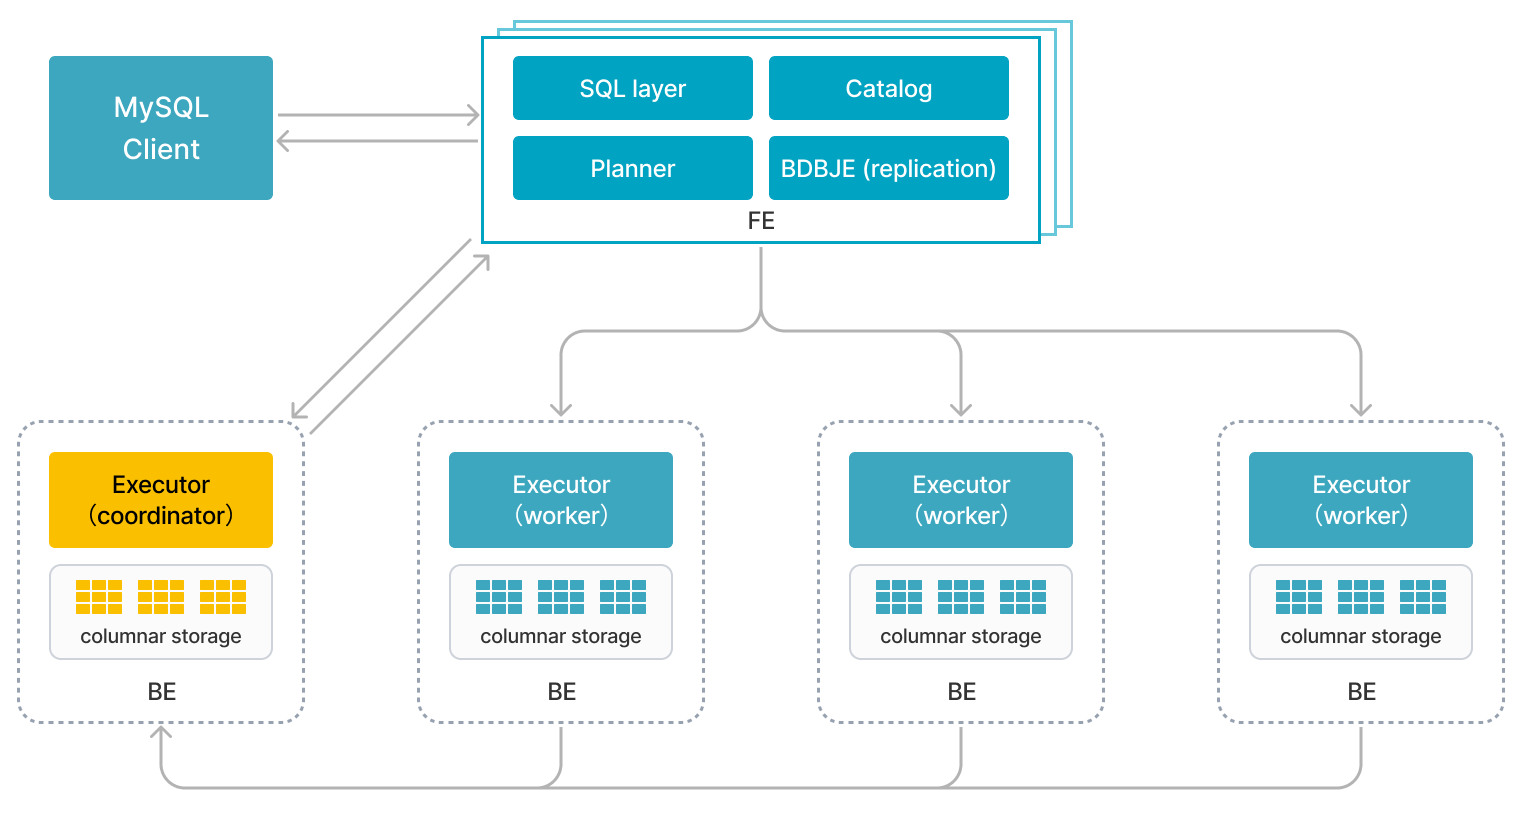 MySQL
Client
SQL layer
Catalog
Planner
BDBJE (replication)
FE
Executor
（coordinator）
columnar storage
BE
Executor
（worker）
columnar storage
BE
Executor
（worker）
columnar storage
BE
Executor
（worker）
columnar storage
BE